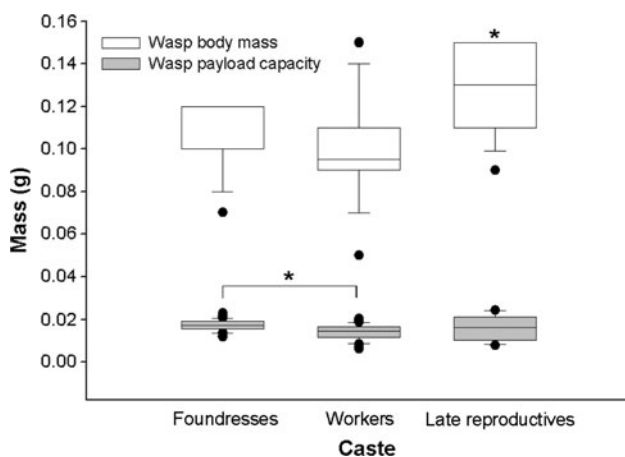 0.16
Wasp body mass
Wasp payload capacity
0.14
0.12
0.10
0.08
0.06
0.04
0.02
0.00
Mass (g)
*
*
Foundresses Workers Late reproductives
Caste